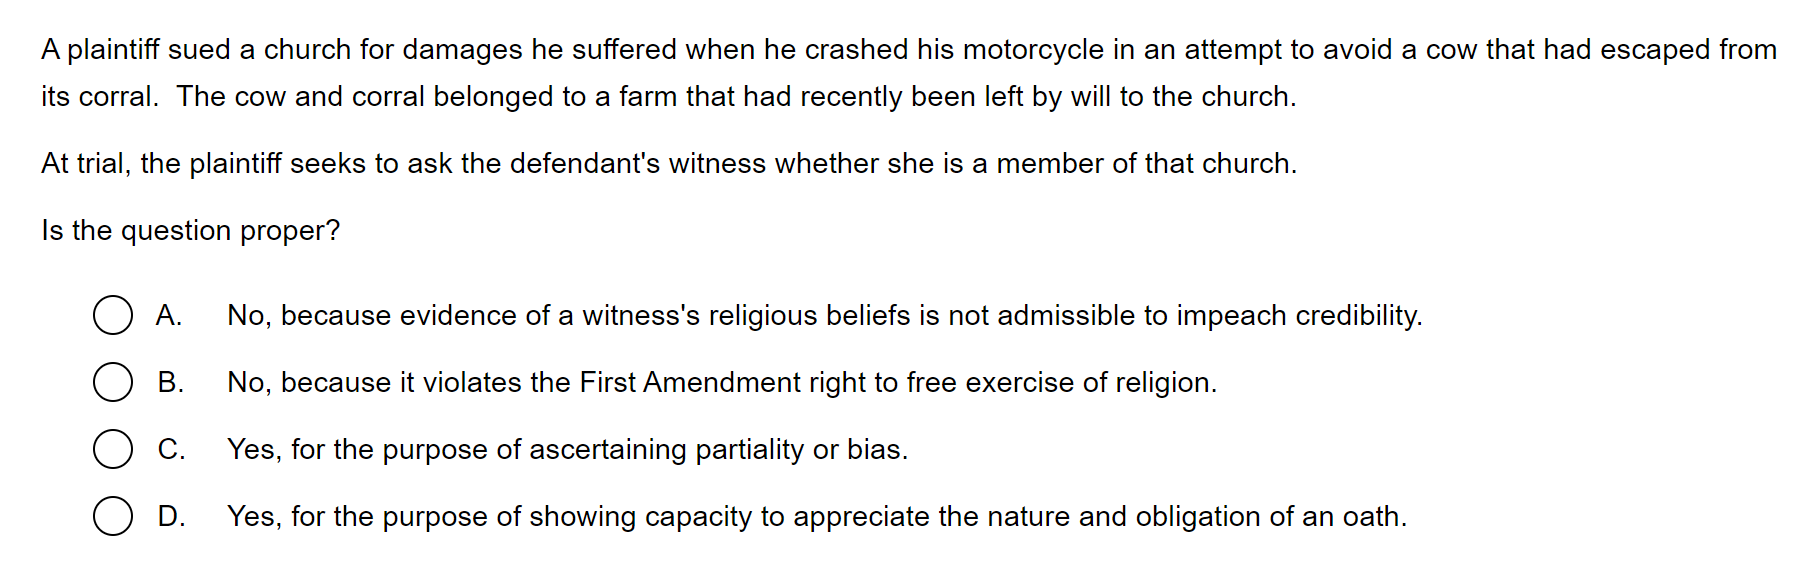 A plaintiff sued a church for damages he suffered when he crashed his motorcycle in an attempt to avoid a cow that had escaped from
its corral.  The cow and corral belonged to a farm that had recently been left by will to the church.
At trial, the plaintiff seeks to ask the defendant's witness whether she is a member of that church.
Is the question proper?
A. No, because evidence of a witness's religious beliefs is not admissible to impeach credibility.
B. No, because it violates the First Amendment right to free exercise of religion.
C. Yes, for the purpose of ascertaining partiality or bias.
D. Yes, for the purpose of showing capacity to appreciate the nature and obligation of an oath.